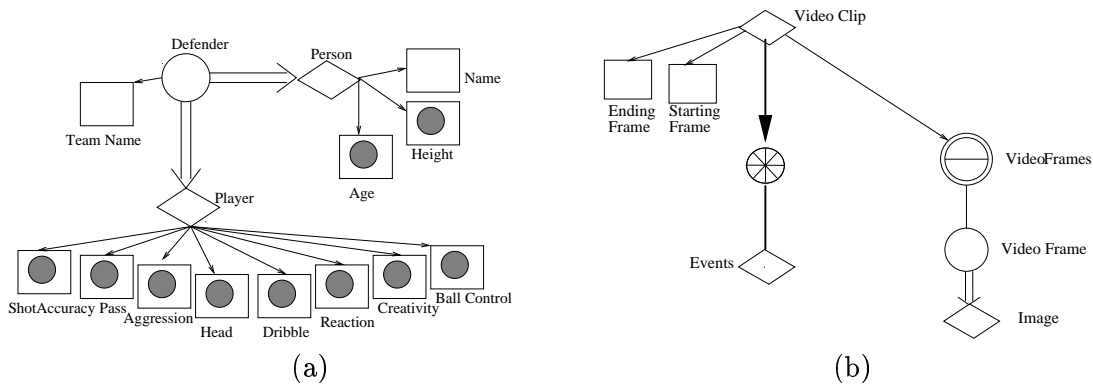 Defender
Person
Name
Team Name
Height
Age
Player
ShotAccuracy Pass
Aggression
Head
Dribble
Reaction
Creativity
Ball Control
(a)
Video Clip
Ending
Frame
Starting
Frame
VideoFrames
Events
Video Frame
Image
(b)